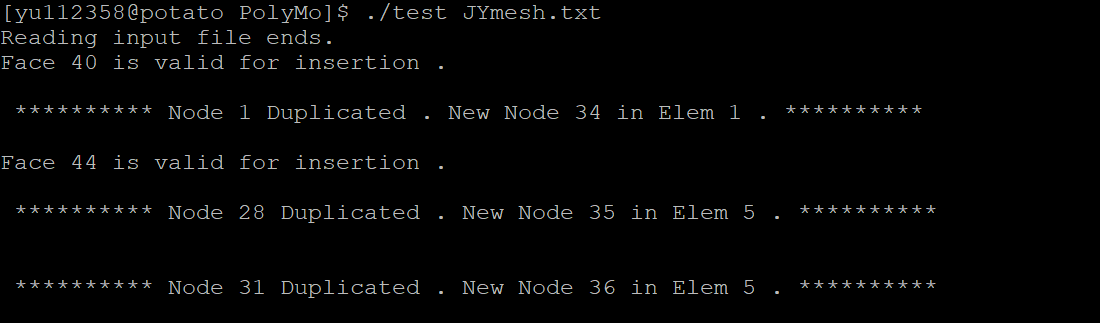 [yu112358@potato PolyMo]$ ./test JYmesh.txt
Reading input file ends.
Face 40 is valid for insertion .
********** Node 1 Duplicated . New Node 34 in Elem 1 . **********
Face 44 is valid for insertion .
********** Node 28 Duplicated . New Node 35 in Elem 5 . **********
********** Node 31 Duplicated . New Node 36 in Elem 5 . **********